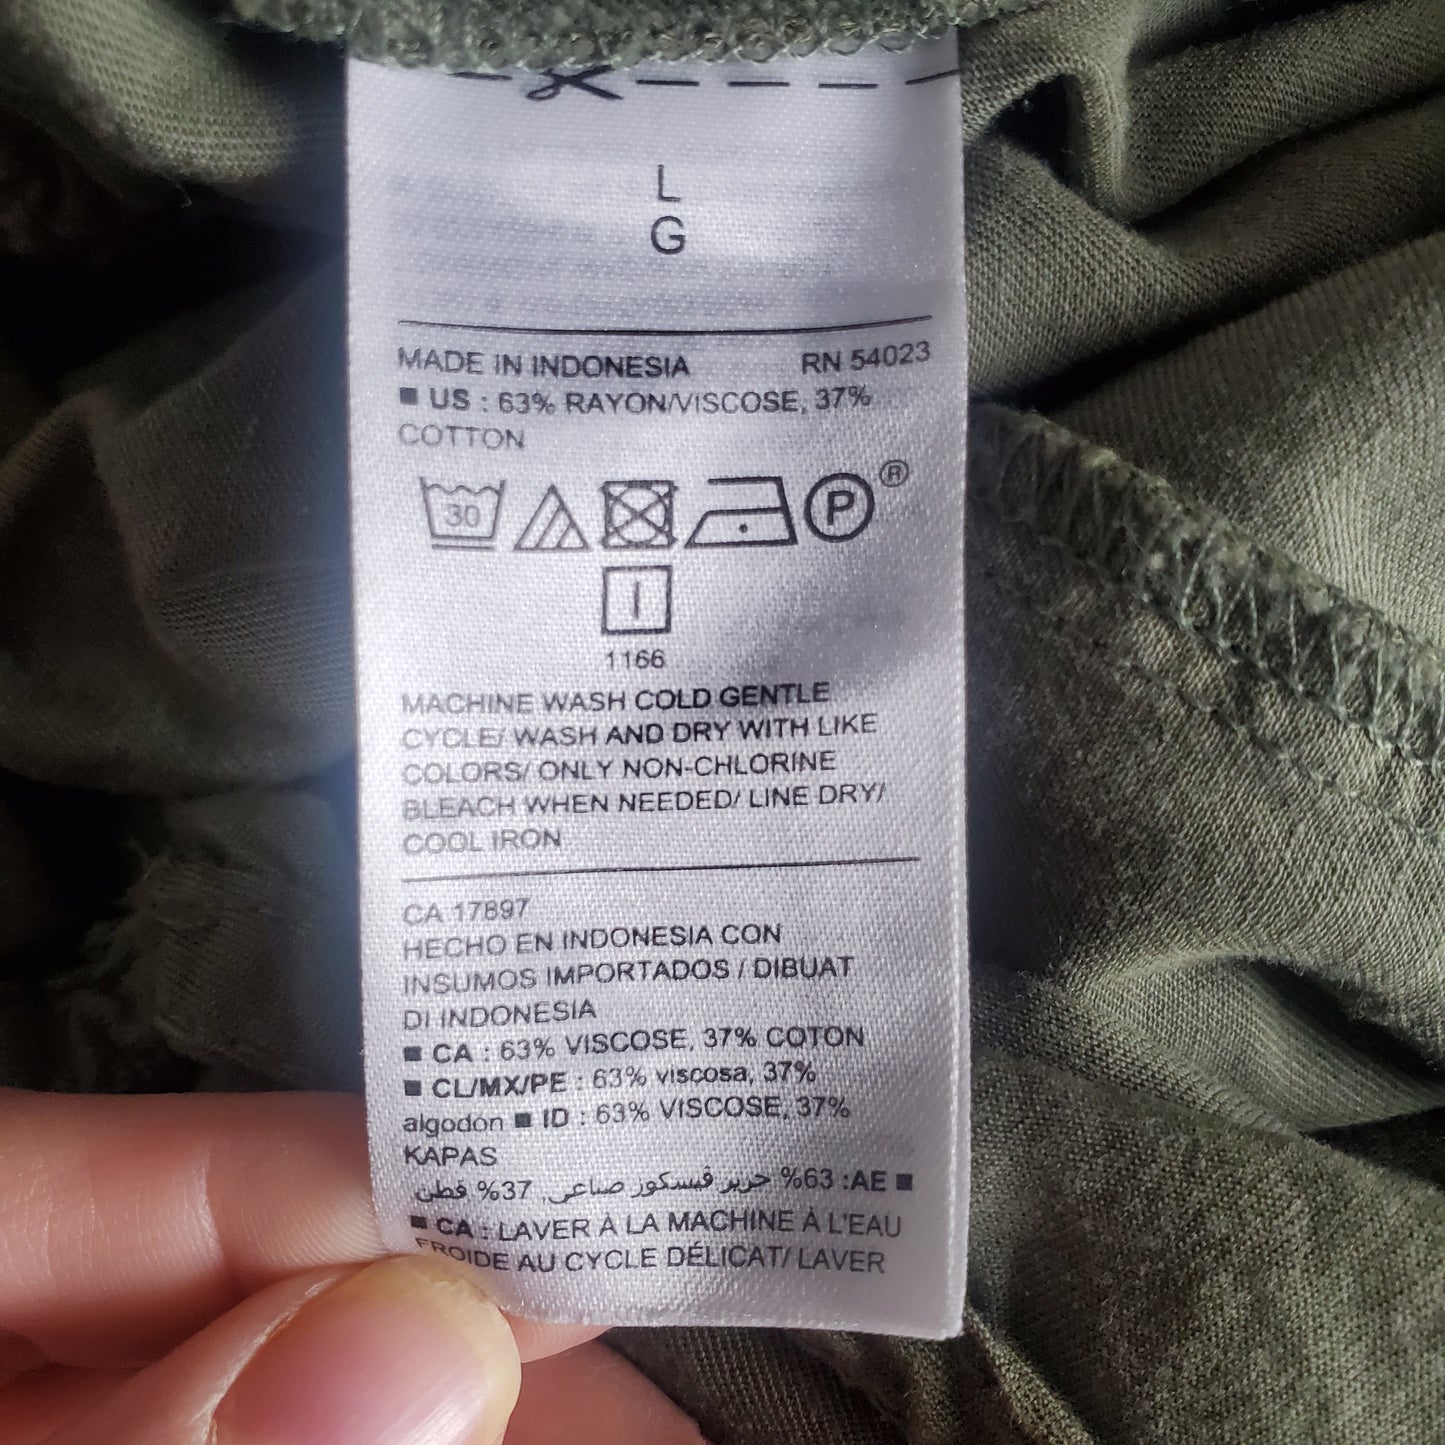 L
G
MADE IN INDONESIA RN 54023
■ US : 63% RAYON/VISCOSE, 37%
COTTON
30 P ®
I
1166
MACHINE WASH COLD GENTLE
CYCLE/ WASH AND DRY WITH LIKE
COLORS/ ONLY NON-CHLORINE
BLEACH WHEN NEEDED/ LINE DRY/
COOL IRON
CA 17897
HECHO EN INDONESIA CON
INSUMOS IMPORTADOS / DIBUAT
DI INDONESIA
■ CA : 63% VISCOSE, 37% COTON
■ CL/MX/PE : 63% viscosa, 37%
algodón ■ ID : 63% VISCOSE, 37%
KAPAS
■ AE: 63% حرير فيسكوز صناعي, 37% قطن
■ CA : LAVER À LA MACHINE À L'EAU
FROIDE AU CYCLE DÉLICAT/ LAVER